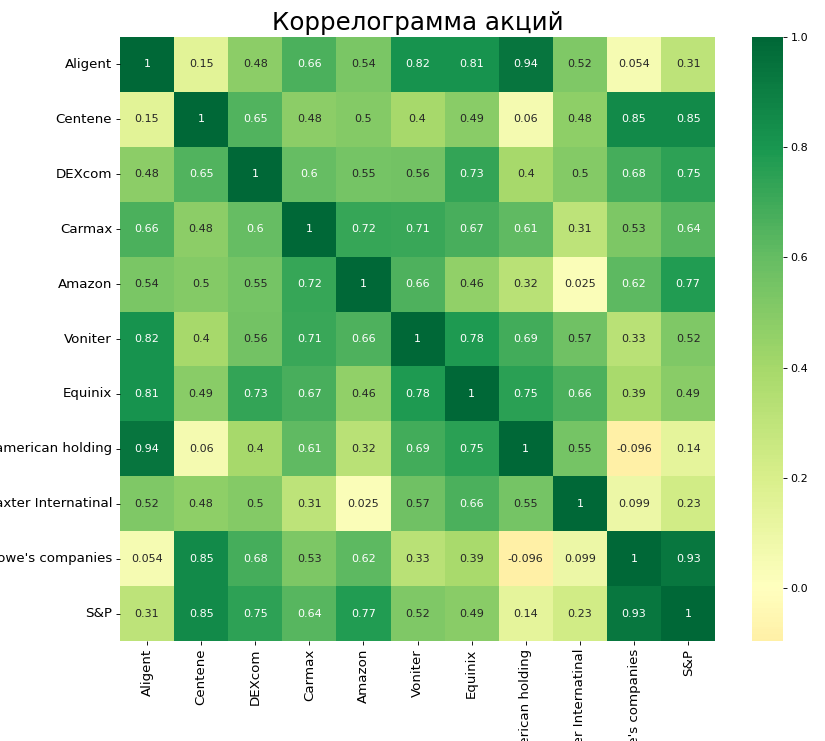 Коррелограмма акций
Aligent 1 0.15 0.48 0.66 0.54 0.82 0.81 0.94 0.52 0.054 0.31
Centene 0.15 1 0.65 0.48 0.5 0.4 0.49 0.06 0.48 0.85 0.85
DEXcom 0.48 0.65 1 0.6 0.55 0.56 0.73 0.4 0.5 0.68 0.75
Carmax 0.66 0.48 0.6 1 0.72 0.71 0.67 0.61 0.31 0.53 0.64
Amazon 0.54 0.5 0.55 0.72 1 0.66 0.46 0.32 0.025 0.62 0.77
Voniter 0.82 0.4 0.56 0.71 0.66 1 0.78 0.69 0.57 0.33 0.52
Equinix 0.81 0.49 0.73 0.67 0.46 0.78 1 0.75 0.66 0.39 0.49
american holding 0.94 0.06 0.4 0.61 0.32 0.69 0.75 1 0.55 -0.096 0.14
axter Internatinal 0.52 0.48 0.5 0.31 0.025 0.57 0.66 0.55 1 0.099 0.23
owe's companies 0.054 0.85 0.68 0.53 0.62 0.33 0.39 -0.096 0.099 1 0.93
S&P 0.31 0.85 0.75 0.64 0.77 0.52 0.49 0.14 0.23 0.93 1
Aligent Centene DEXcom Carmax Amazon Voniter Equinix erican holding er Internatinal e's companies S&P
1.0
0.8
0.6
0.4
0.2
0.0